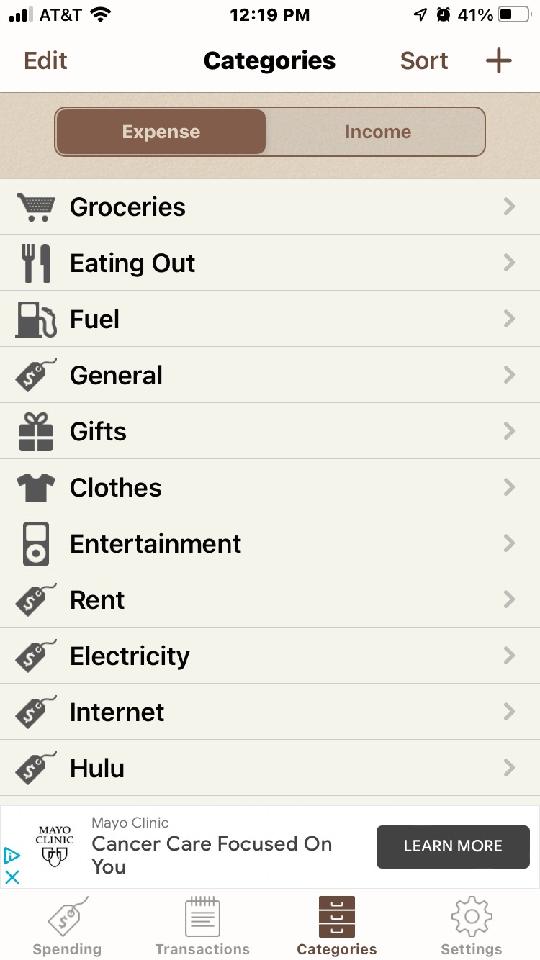 AT&T 12:19 PM 41%
Edit Categories Sort +
Expense Income
Groceries
Eating Out
Fuel
General
Gifts
Clothes
Entertainment
Rent
Electricity
Internet
Hulu
MAYO
CLINIC
Mayo Clinic
Cancer Care Focused On
You
LEARN MORE
Spending Transactions Categories Settings